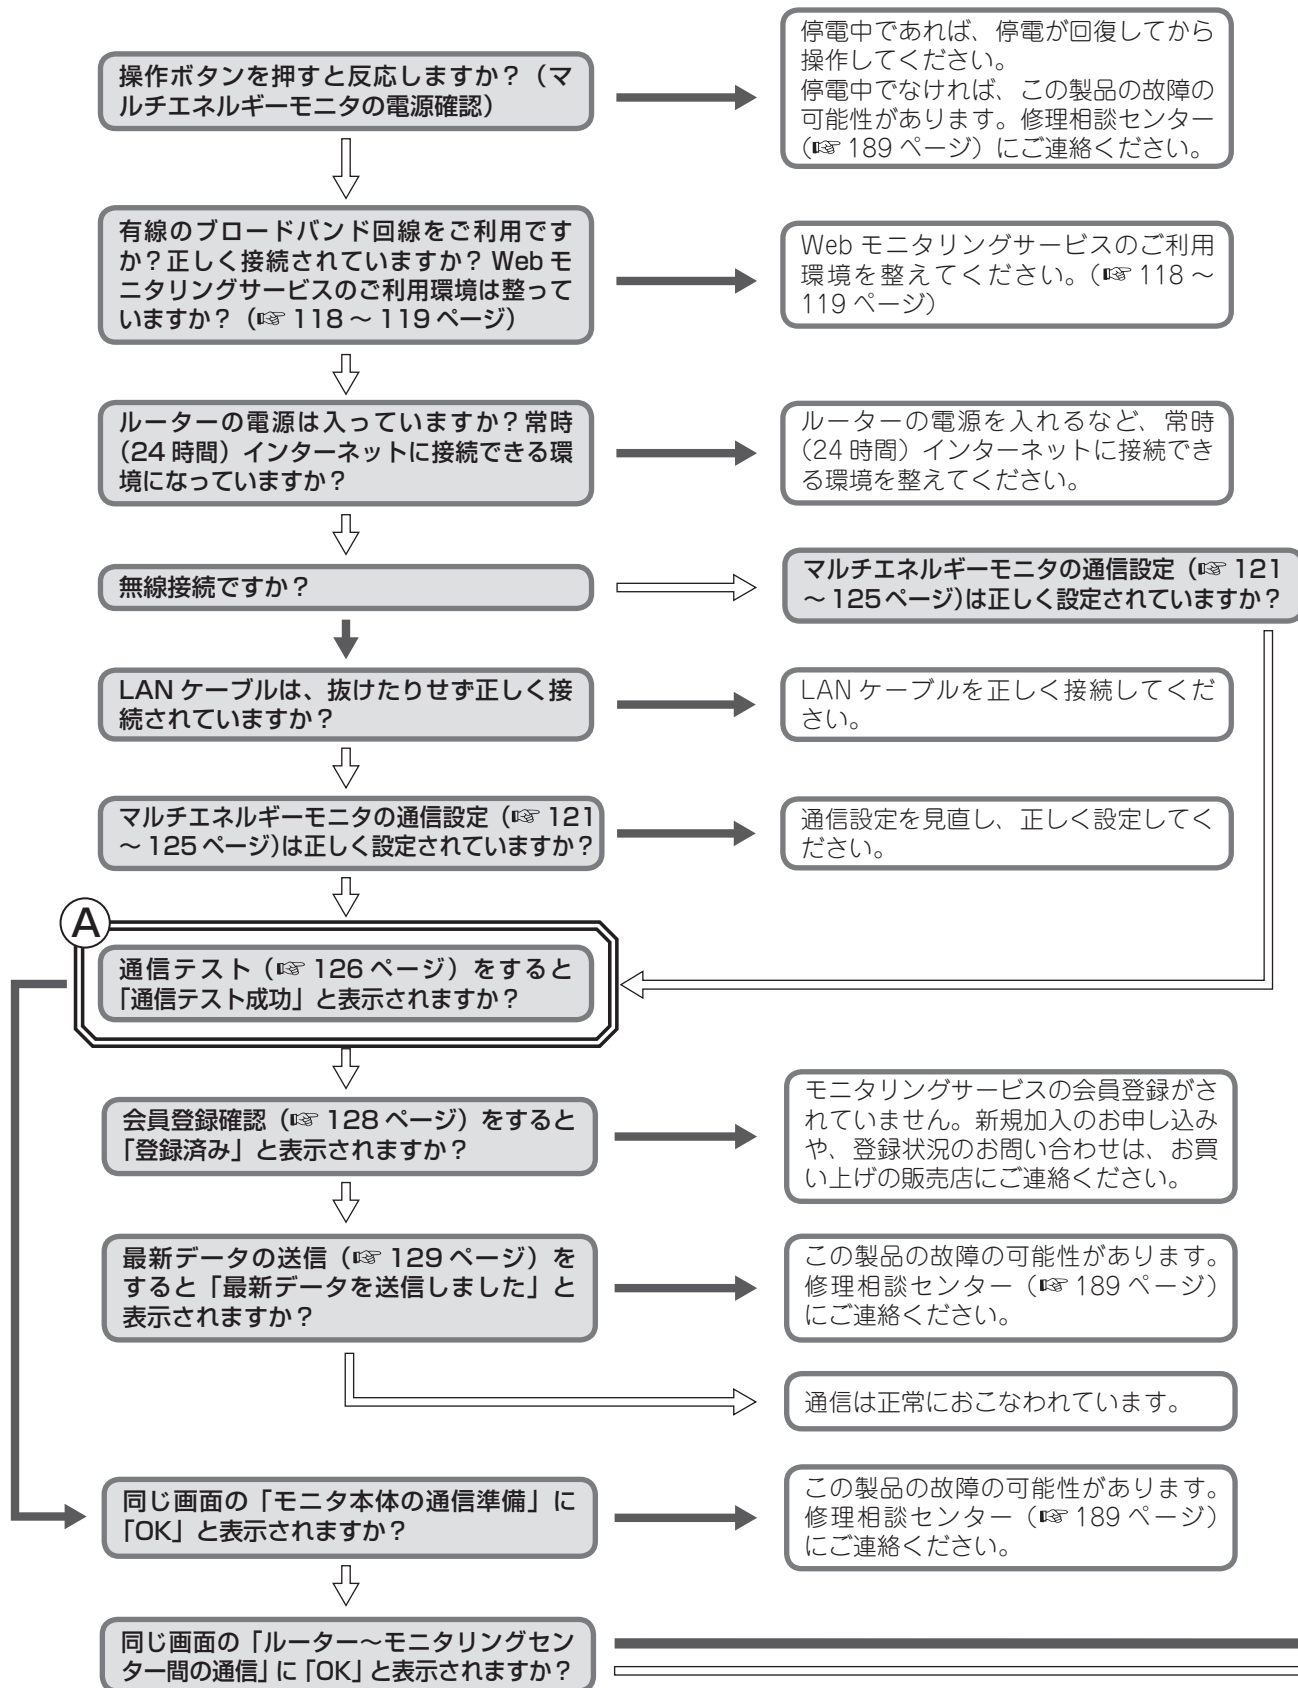 操作ボタンを押すと反応しますか？（マ
ルチエネルギーモニタの電源確認）
停電中であれば、停電が回復してから
操作してください。
停電中でなければ、この製品の故障の
可能性があります。修理相談センター
（☞ 189 ページ）にご連絡ください。
有線のブロードバンド回線をご利用です
か？正しく接続されていますか？ Web モ
ニタリングサービスのご利用環境は整って
いますか？（☞ 118 〜 119 ページ）
Web モニタリングサービスのご利用
環境を整えてください。（☞ 118 〜
119 ページ）
ルーターの電源は入っていますか？常時
（24 時間）インターネットに接続できる環
境になっていますか？
ルーターの電源を入れるなど、常時
（24 時間）インターネットに接続でき
る環境を整えてください。
無線接続ですか？
マルチエネルギーモニタの通信設定（☞ 121
〜 125 ページ）は正しく設定されていますか？
LAN ケーブルは、抜けたりせず正しく接
続されていますか？
LAN ケーブルを正しく接続してくだ
さい。
マルチエネルギーモニタの通信設定（☞ 121
〜 125 ページ）は正しく設定されていますか？
通信設定を見直し、正しく設定してく
ださい。
A
通信テスト（☞ 126 ページ）をすると
「通信テスト成功」と表示されますか？
会員登録確認（☞ 128 ページ）をすると
「登録済み」と表示されますか？
モニタリングサービスの会員登録がさ
れていません。新規加入のお申し込み
や、登録状況のお問い合わせは、お買
い上げの販売店にご連絡ください。
最新データの送信（☞ 129 ページ）を
すると「最新データを送信しました」と
表示されますか？
この製品の故障の可能性があります。
修理相談センター（☞ 189 ページ）
にご連絡ください。
通信は正常におこなわれています。
同じ画面の「モニタ本体の通信準備」に
「OK」と表示されますか？
この製品の故障の可能性があります。
修理相談センター（☞ 189 ページ）
にご連絡ください。
同じ画面の「ルーター〜モニタリングセン
ター間の通信」に「OK」と表示されますか？